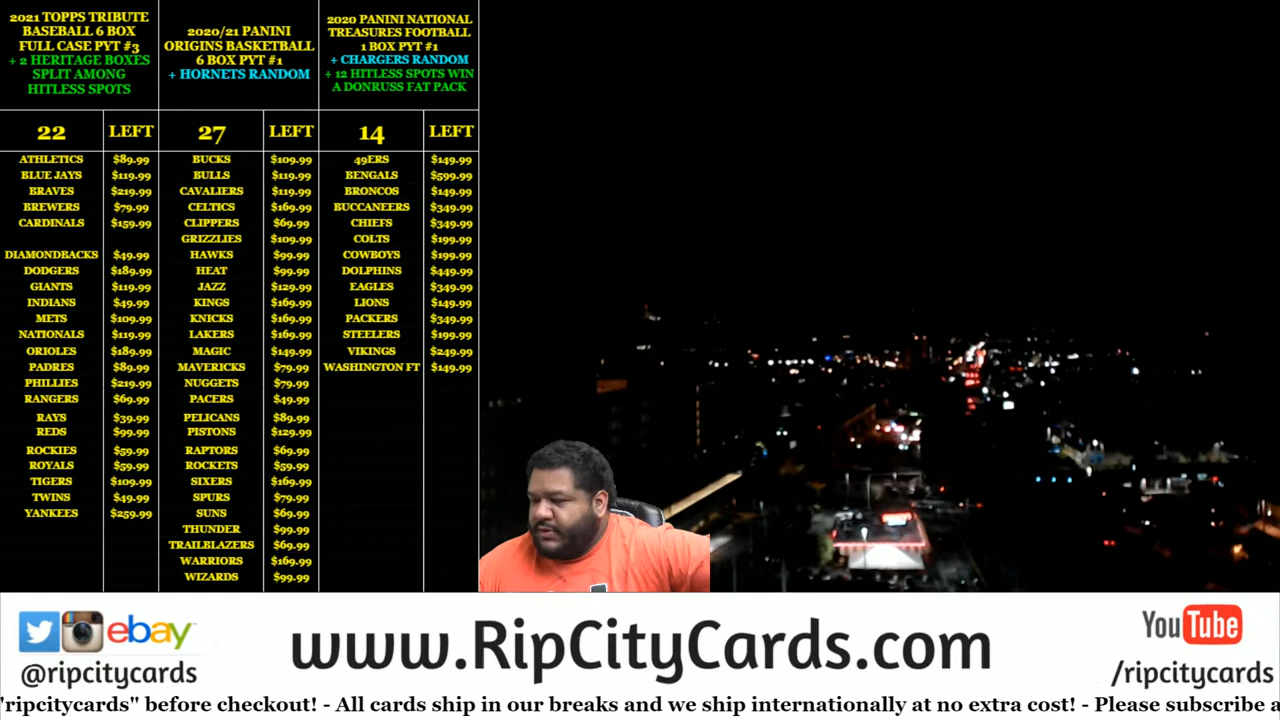 2021 TOPPS TRIBUTE
BASEBALL 6 BOX
FULL CASE PYT #3
+ 2 HERITAGE BOXES
SPLIT AMONG
HITLESS SPOTS
22 LEFT
ATHLETICS $89.99
BLUE JAYS $119.99
BRAVES $219.99
BREWERS $79.99
CARDINALS $159.99
DIAMONDBACKS $49.99
DODGERS $189.99
GIANTS $119.99
INDIANS $49.99
METS $109.99
NATIONALS $119.99
ORIOLES $189.99
PADRES $89.99
PHILLIES $219.99
RANGERS $69.99
RAYS $39.99
REDS $99.99
ROCKIES $59.99
ROYALS $59.99
TIGERS $109.99
TWINS $49.99
YANKEES $259.99
2020/21 PANINI
ORIGINS BASKETBALL
6 BOX PYT #1
+ HORNETS RANDOM
27 LEFT
BUCKS $109.99
BULLS $119.99
CAVALIERS $119.99
CELTICS $169.99
CLIPPERS $69.99
GRIZZLIES $109.99
HAWKS $99.99
HEAT $99.99
JAZZ $129.99
KINGS $169.99
KNICKS $169.99
LAKERS $169.99
MAGIC $149.99
MAVERICKS $79.99
NUGGETS $79.99
PACERS $49.99
PELICANS $89.99
PISTONS $129.99
RAPTORS $69.99
ROCKETS $59.99
SIXERS $169.99
SPURS $79.99
SUNS $69.99
THUNDER $99.99
TRAILBLAZERS $69.99
WARRIORS $169.99
WIZARDS $99.99
2020 PANINI NATIONAL
TREASURES FOOTBALL
1 BOX PYT #1
+ CHARGERS RANDOM
+ 12 HITLESS SPOTS WIN
A DONRUSS FAT PACK
14 LEFT
49ERS $149.99
BENGALS $599.99
BRONCOS $149.99
BUCCANEERS $349.99
CHIEFS $349.99
COLTS $199.99
COWBOYS $199.99
DOLPHINS $449.99
EAGLES $349.99
LIONS $149.99
PACKERS $349.99
STEELERS $199.99
VIKINGS $249.99
WASHINGTON FT $149.99
ebay
@ripcitycards
www.RipCityCards.com
YouTube
/ripcitycards
"ripcitycards" before checkout! - All cards ship in our breaks and we ship internationally at no extra cost! - Please subscribe a